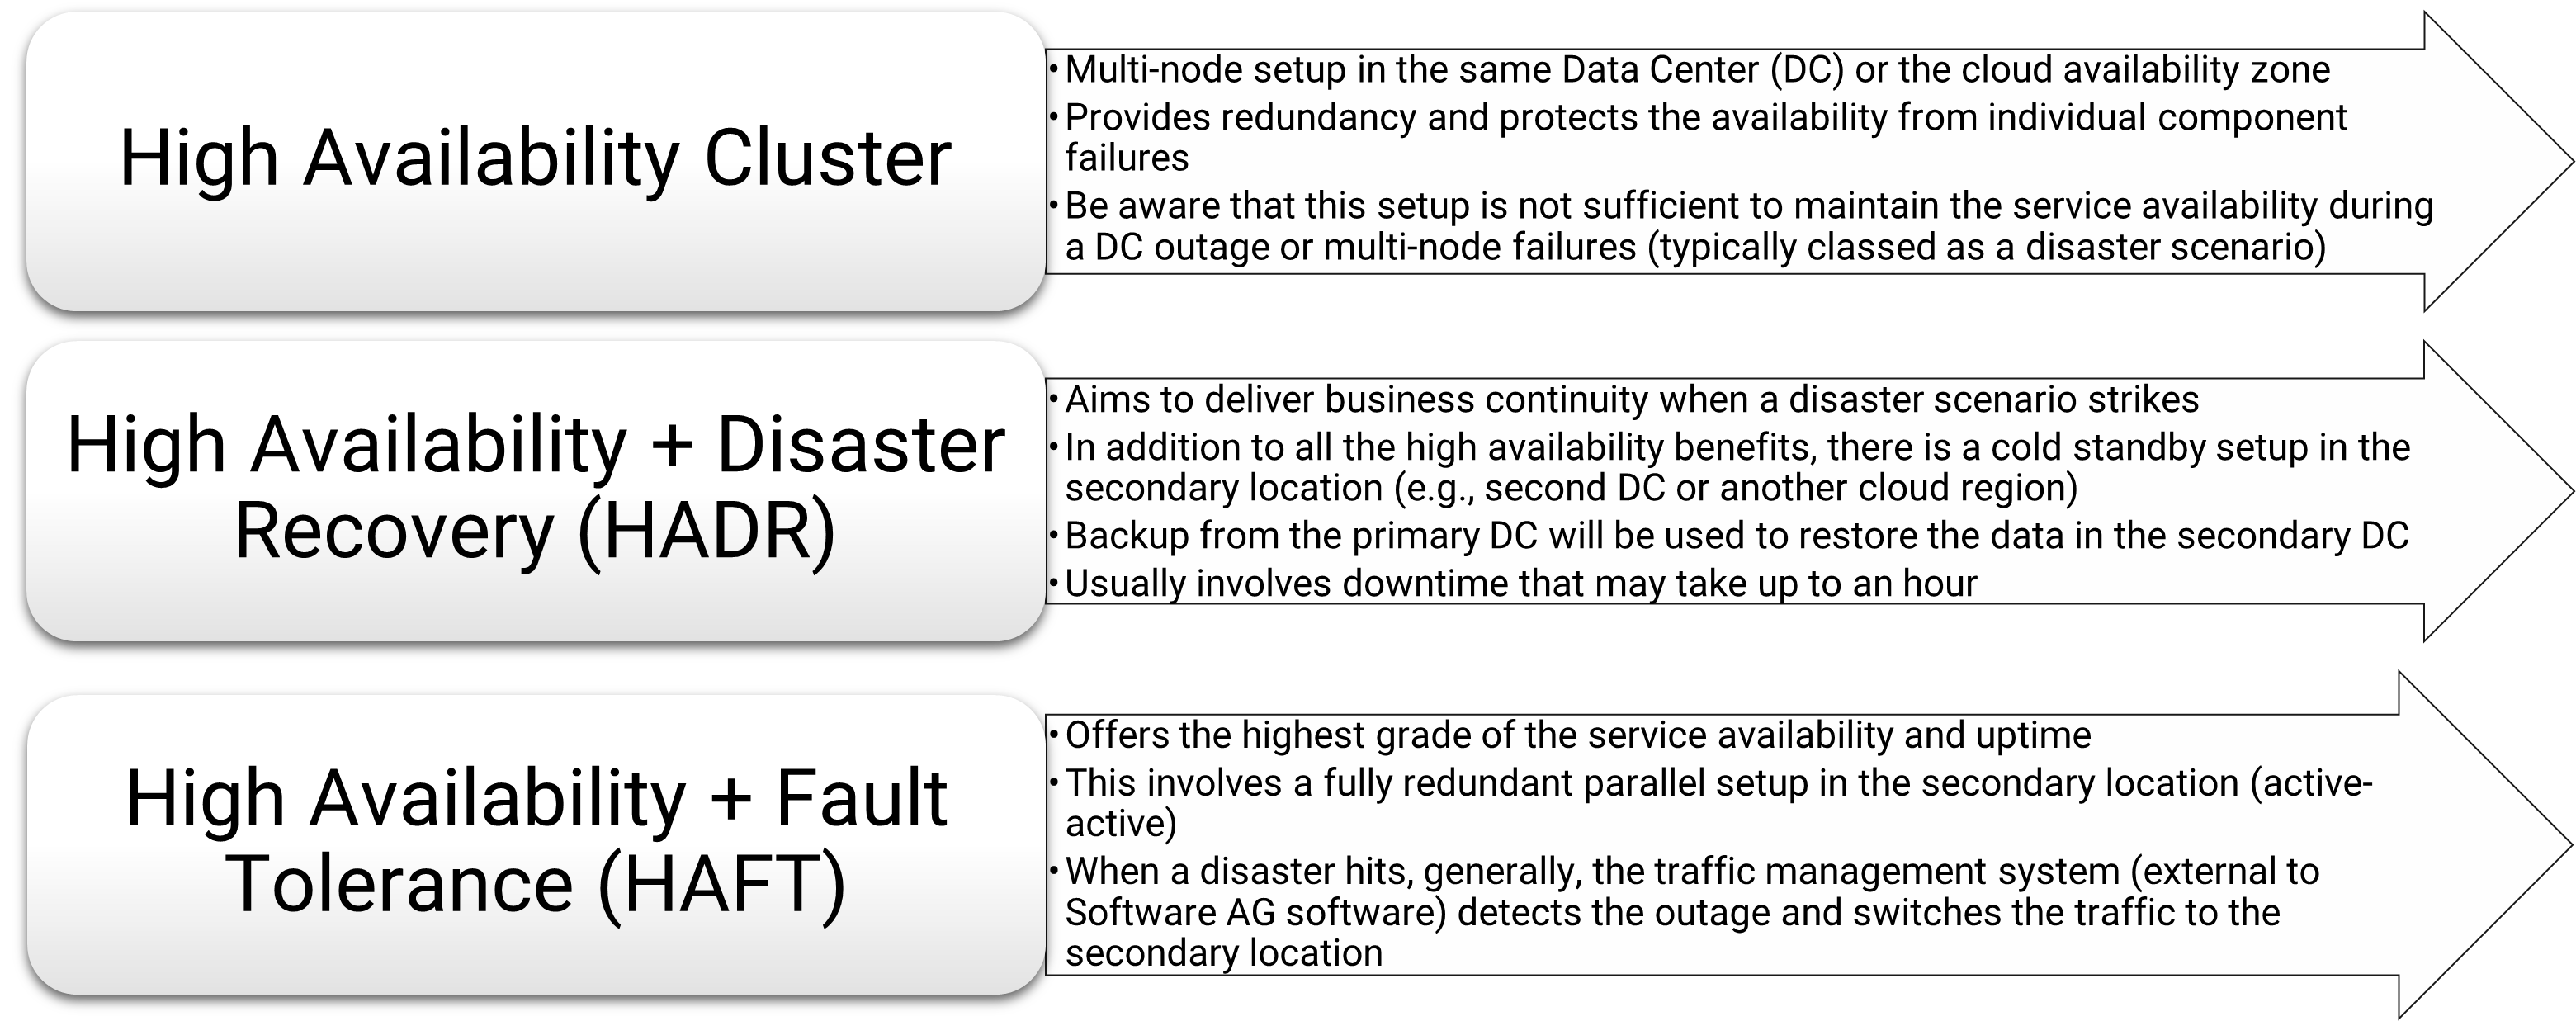 High Availability Cluster
•Multi-node setup in the same Data Center (DC) or the cloud availability zone
•Provides redundancy and protects the availability from individual component
failures
•Be aware that this setup is not sufficient to maintain the service availability during
a DC outage or multi-node failures (typically classed as a disaster scenario)
High Availability + Disaster
Recovery (HADR)
•Aims to deliver business continuity when a disaster scenario strikes
•In addition to all the high availability benefits, there is a cold standby setup in the
secondary location (e.g., second DC or another cloud region)
•Backup from the primary DC will be used to restore the data in the secondary DC
•Usually involves downtime that may take up to an hour
High Availability + Fault
Tolerance (HAFT)
•Offers the highest grade of the service availability and uptime
•This involves a fully redundant parallel setup in the secondary location (active-
active)
•When a disaster hits, generally, the traffic management system (external to
Software AG software) detects the outage and switches the traffic to the
secondary location